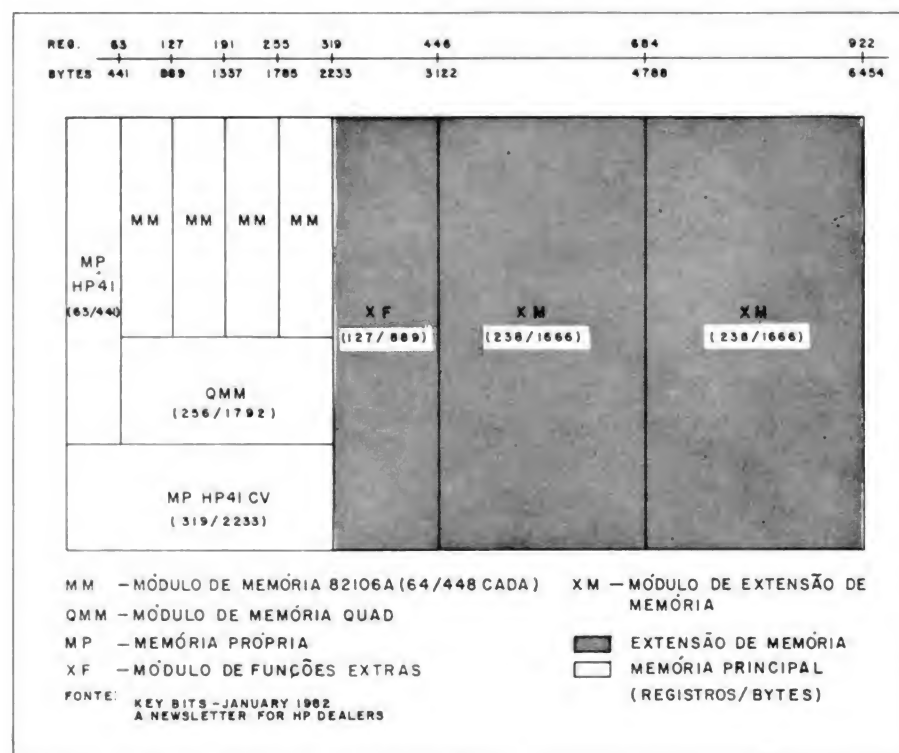 REG. 63 127 191 255 319 446 684 922
BYTES 441 889 1337 1785 2233 3122 4788 6454
MM MM MM MM
MP
HP41
(63/440)
XF
(127/889)
XM
(238/1666)
XM
(238/1666)
QMM
(256/1792)
MP HP41 CV
(319/2233)
MM – MÓDULO DE MEMÓRIA 82106A (64/448 CADA)
QMM – MÓDULO DE MEMÓRIA QUAD
MP – MEMÓRIA PRÓPRIA
XF – MÓDULO DE FUNÇÕES EXTRAS
FONTE: KEY BITS – JANUARY 1982
A NEWSLETTER FOR HP DEALERS
XM – MÓDULO DE EXTENSÃO DE
MEMÓRIA
EXTENSÃO DE MEMÓRIA
MEMÓRIA PRINCIPAL
(REGISTROS/BYTES)